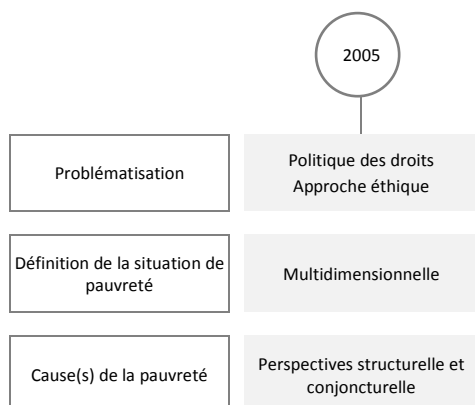 2005
Problématisation
Politique des droits
Approche éthique
Définition de la situation de
pauvreté
Multidimensionnelle
Cause(s) de la pauvreté
Perspectives structurelle et
conjoncturelle